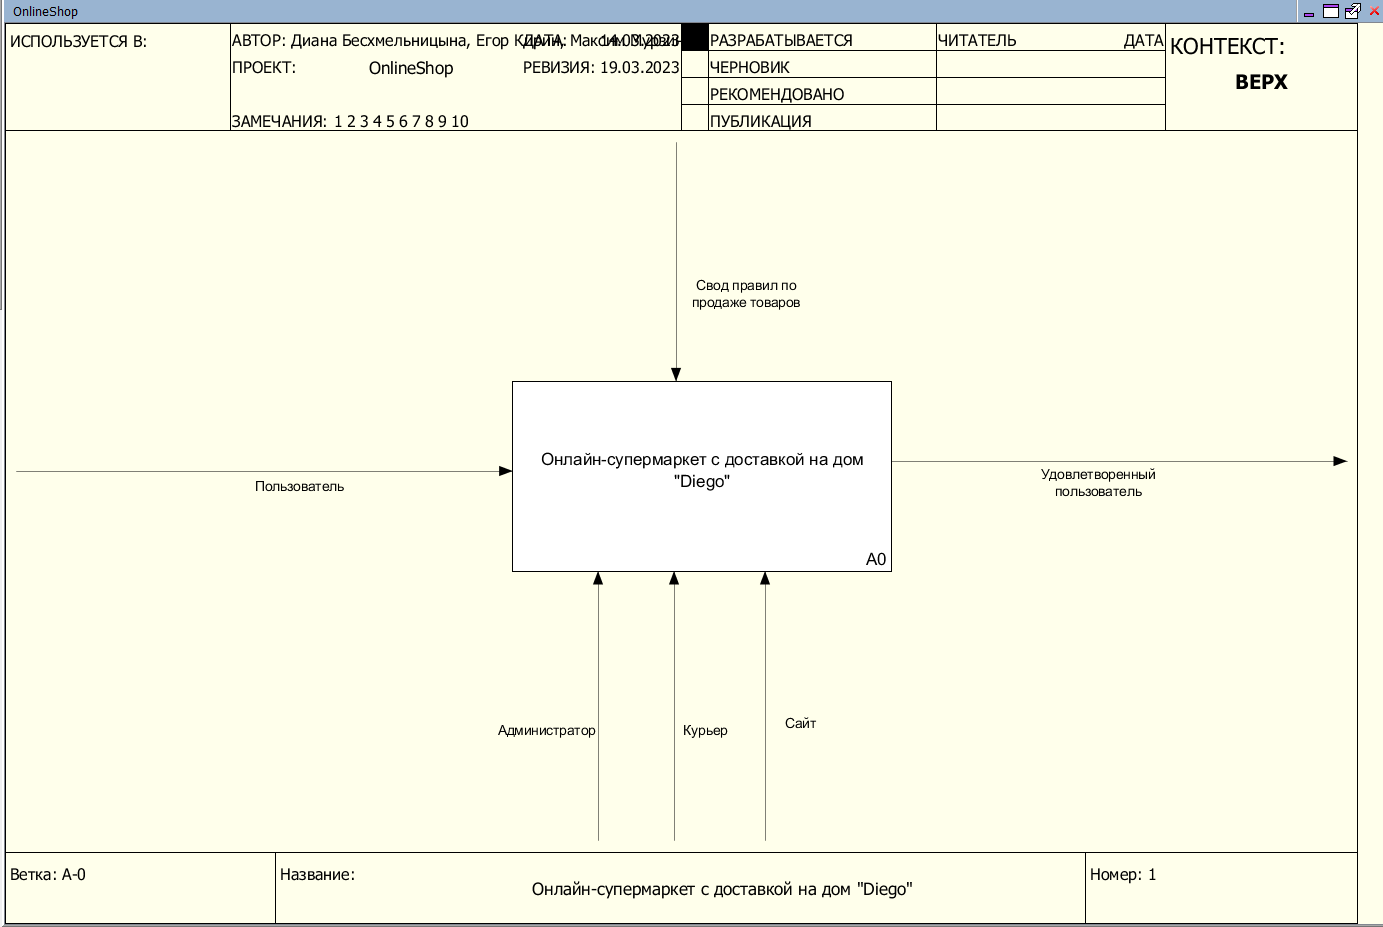 OnlineShop
ИСПОЛЬЗУЕТСЯ В:
АВТОР: Диана Бесхмельницына, Егор Максим ДАТА: 14.03.2023
РАЗРАБАТЫВАЕТСЯ
ЧИТАТЕЛЬ ДАТА
КОНТЕКСТ:
ПРОЕКТ: OnlineShop РЕВИЗИЯ: 19.03.2023
ЧЕРНОВИК
ВЕРХ
РЕКОМЕНДОВАНО
ЗАМЕЧАНИЯ: 1 2 3 4 5 6 7 8 9 10
ПУБЛИКАЦИЯ
Свод правил по
продаже товаров
Онлайн-супермаркет с доставкой на дом
"Diego"
A0
Пользователь
Удовлетворенный
пользователь
Администратор
Курьер
Сайт
Ветка: A-0
Название:
Онлайн-супермаркет с доставкой на дом "Diego"
Номер: 1